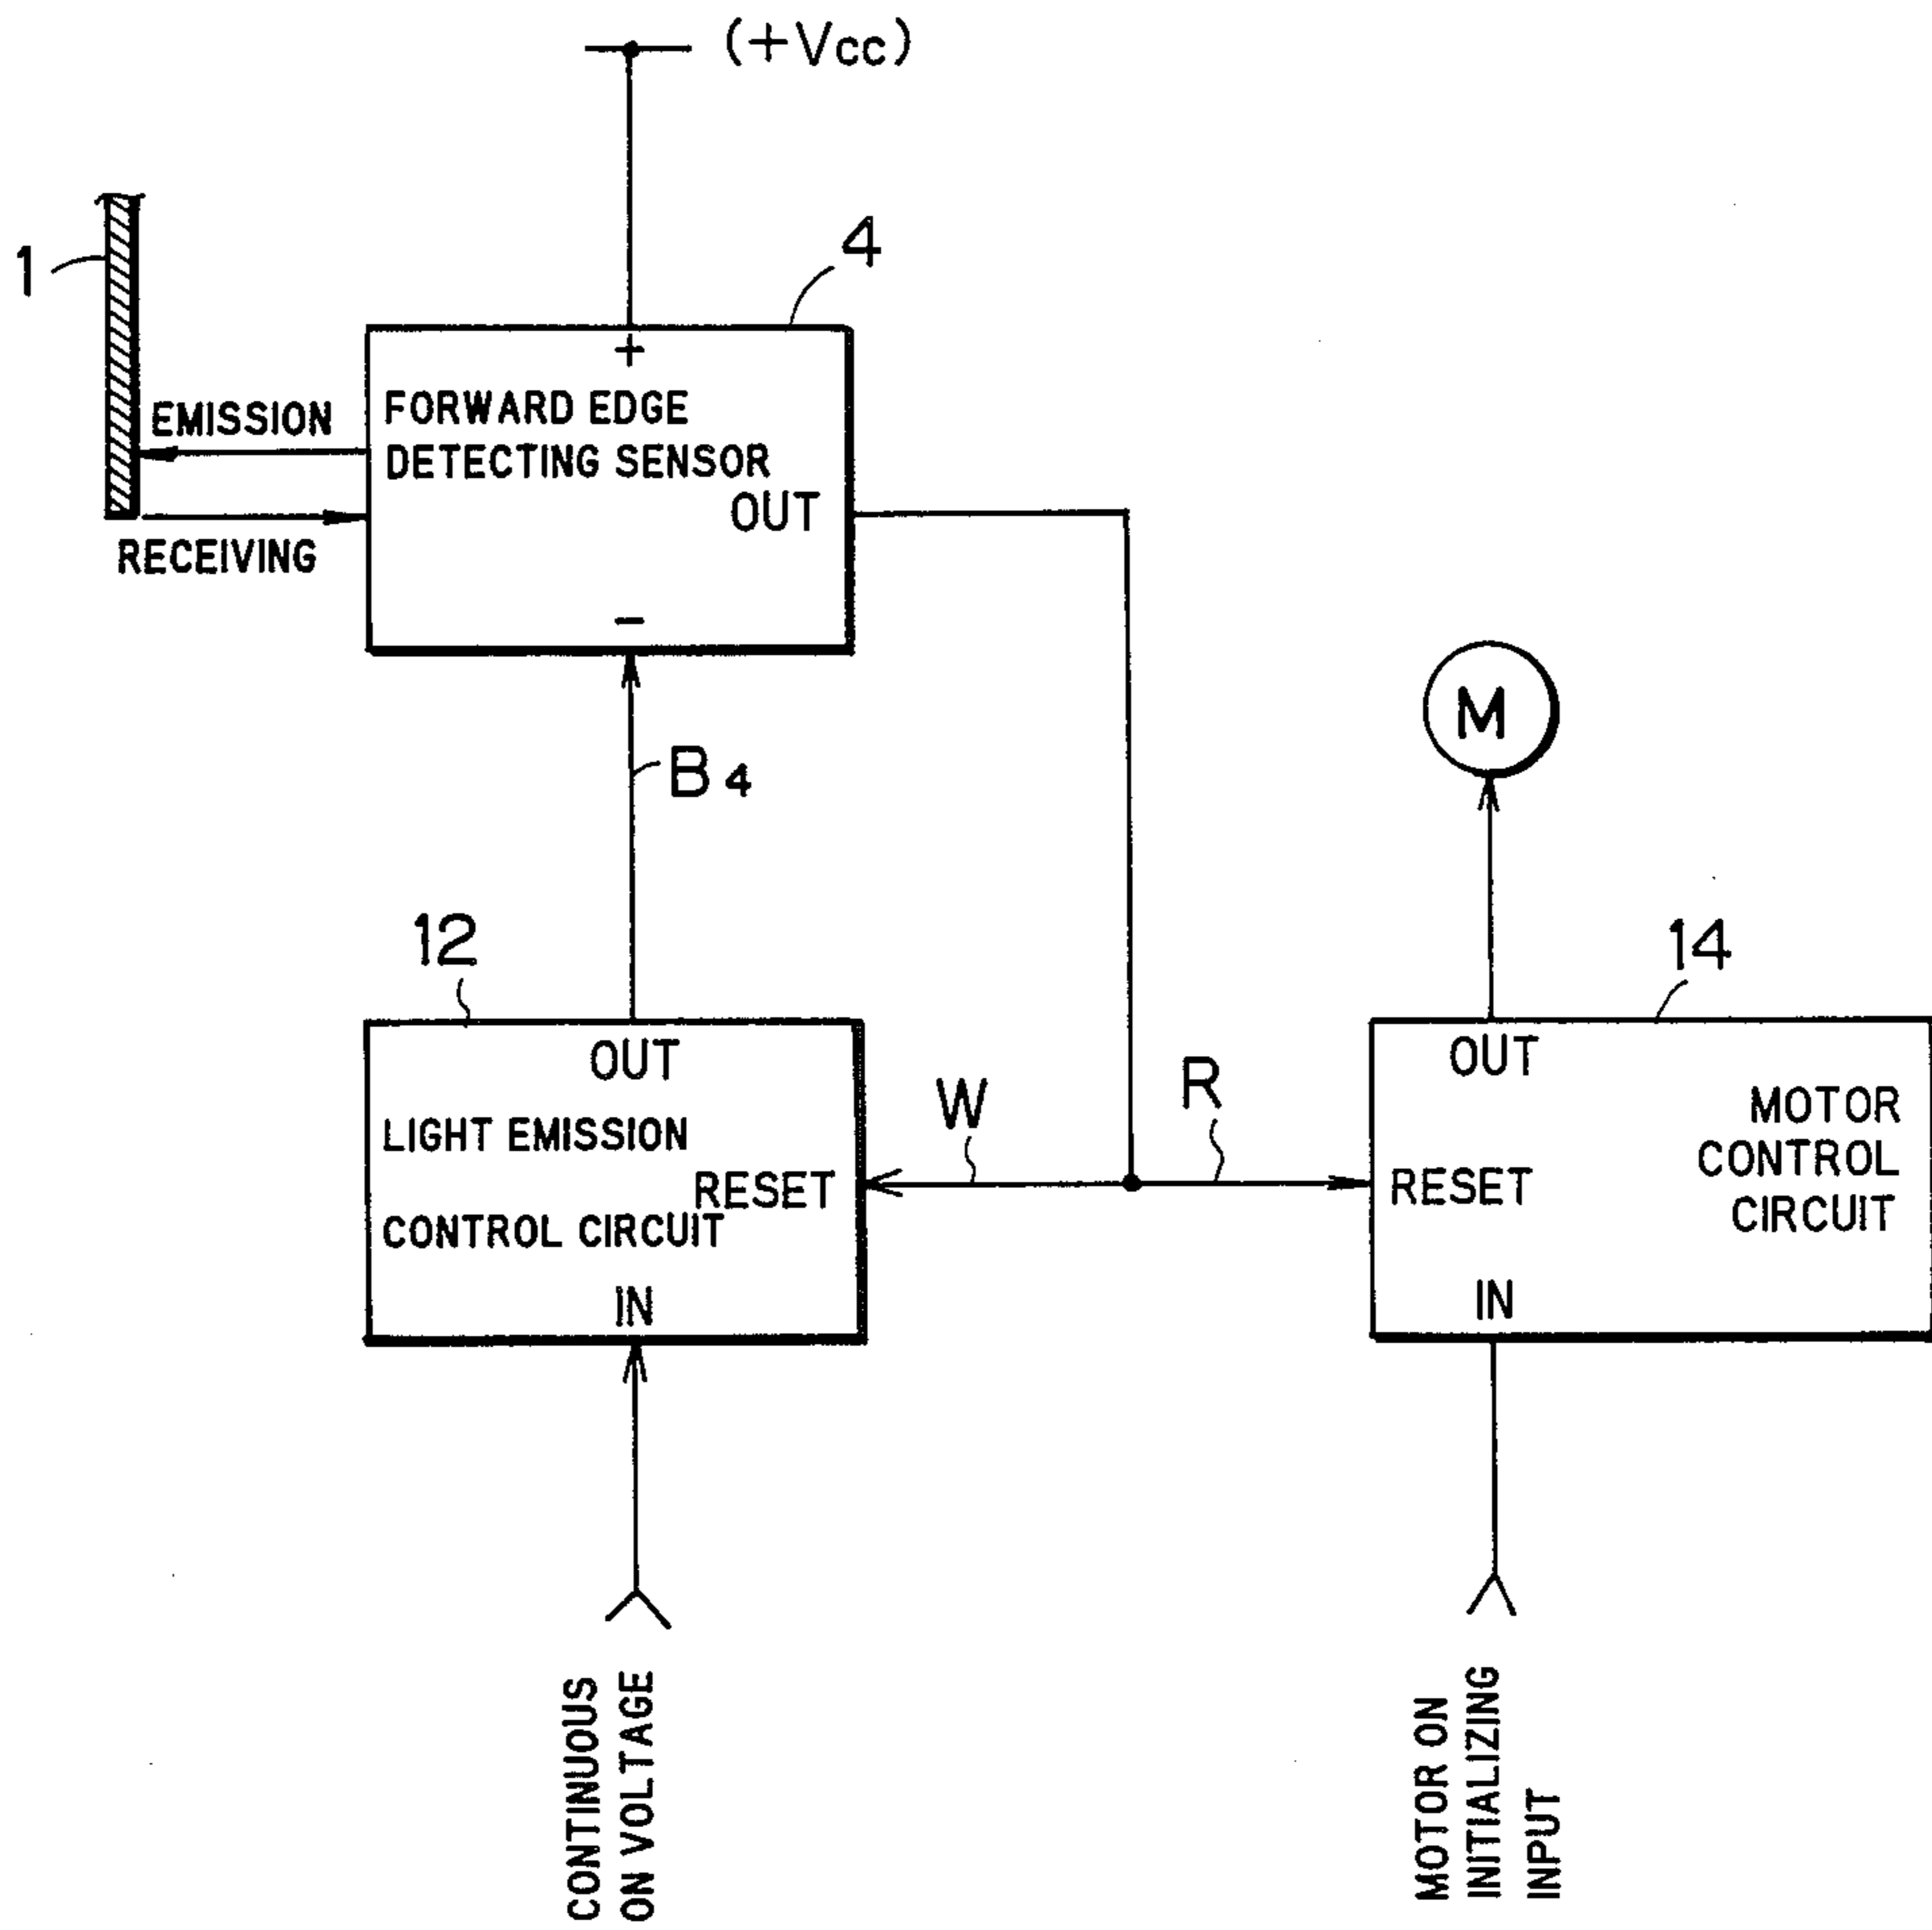 (+Vcc)
1
4
+
EMISSION
FORWARD EDGE
DETECTING SENSOR
OUT
RECEIVING
-
M
B4
12
14
OUT
LIGHT EMISSION
RESET
CONTROL CIRCUIT
IN
W
R
OUT
MOTOR
CONTROL
CIRCUIT
RESET
IN
CONTINUOUS
ON VOLTAGE
MOTOR ON
INITIALIZING
INPUT